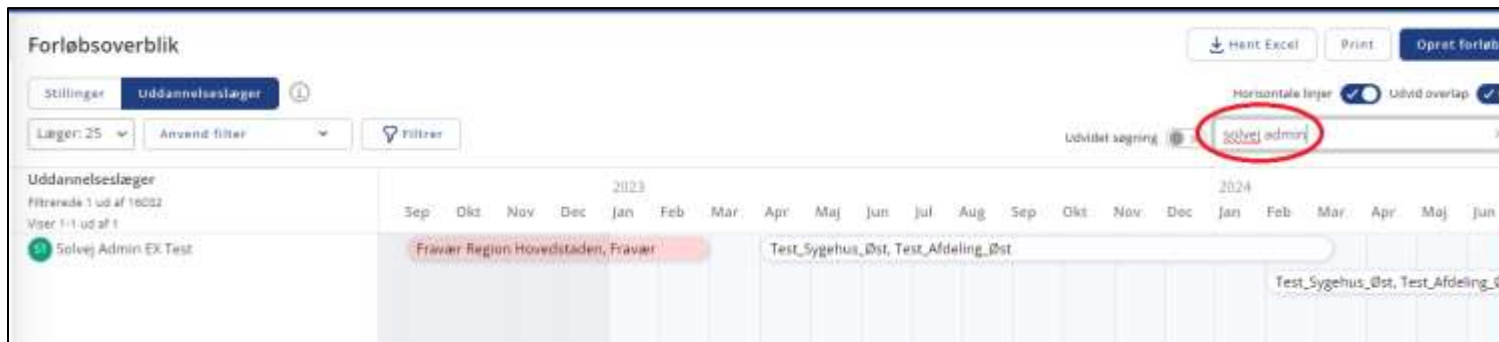 Forløbsoverblik
Hent Excel
Print
Opret forløb
Stillinger
Uddannelseslæger
Horisontale linjer
Udvid overlap
Læger: 25
Anvend filter
Filtrer
Udvidet søgning
solvej admin
Uddannelseslæger
Filtrerede 1 ud af 16032
Viser 1-1 ud af 1
2023
2024
Sep Okt Nov Dec Jan Feb Mar Apr Maj Jun Jul Aug Sep Okt Nov Dec Jan Feb Mar Apr Maj Jun
Solvej Admin EX Test
Fravær Region Hovedstaden, Fravær
Test_Sygehus_Øst, Test_Afdeling_Øst
Test_Sygehus_Øst, Test_Afdeling_Ø